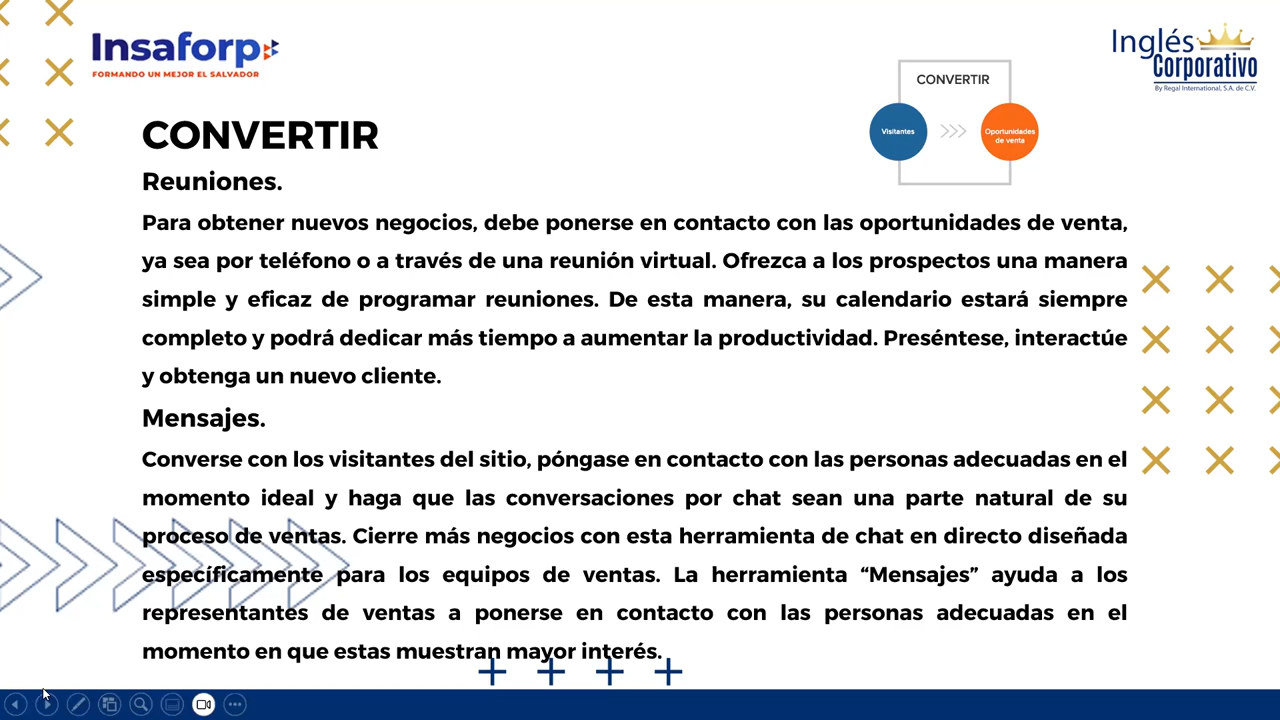 Insaforp
FORMANDO UN MEJOR EL SALVADOR
Inglés
Corporativo
By Regal International, S.A. de C.V.
CONVERTIR
Visitantes
Oportunidades
de venta
CONVERTIR
Reuniones.
Para obtener nuevos negocios, debe ponerse en contacto con las oportunidades de venta,
ya sea por teléfono o a través de una reunión virtual. Ofrezca a los prospectos una manera
simple y eficaz de programar reuniones. De esta manera, su calendario estará siempre
completo y podrá dedicar más tiempo a aumentar la productividad. Preséntese, interactúe
y obtenga un nuevo cliente.
Mensajes.
Converse con los visitantes del sitio, póngase en contacto con las personas adecuadas en el
momento ideal y haga que las conversaciones por chat sean una parte natural de su
proceso de ventas. Cierre más negocios con esta herramienta de chat en directo diseñada
específicamente para los equipos de ventas. La herramienta “Mensajes” ayuda a los
representantes de ventas a ponerse en contacto con las personas adecuadas en el
momento en que estas muestran mayor interés.